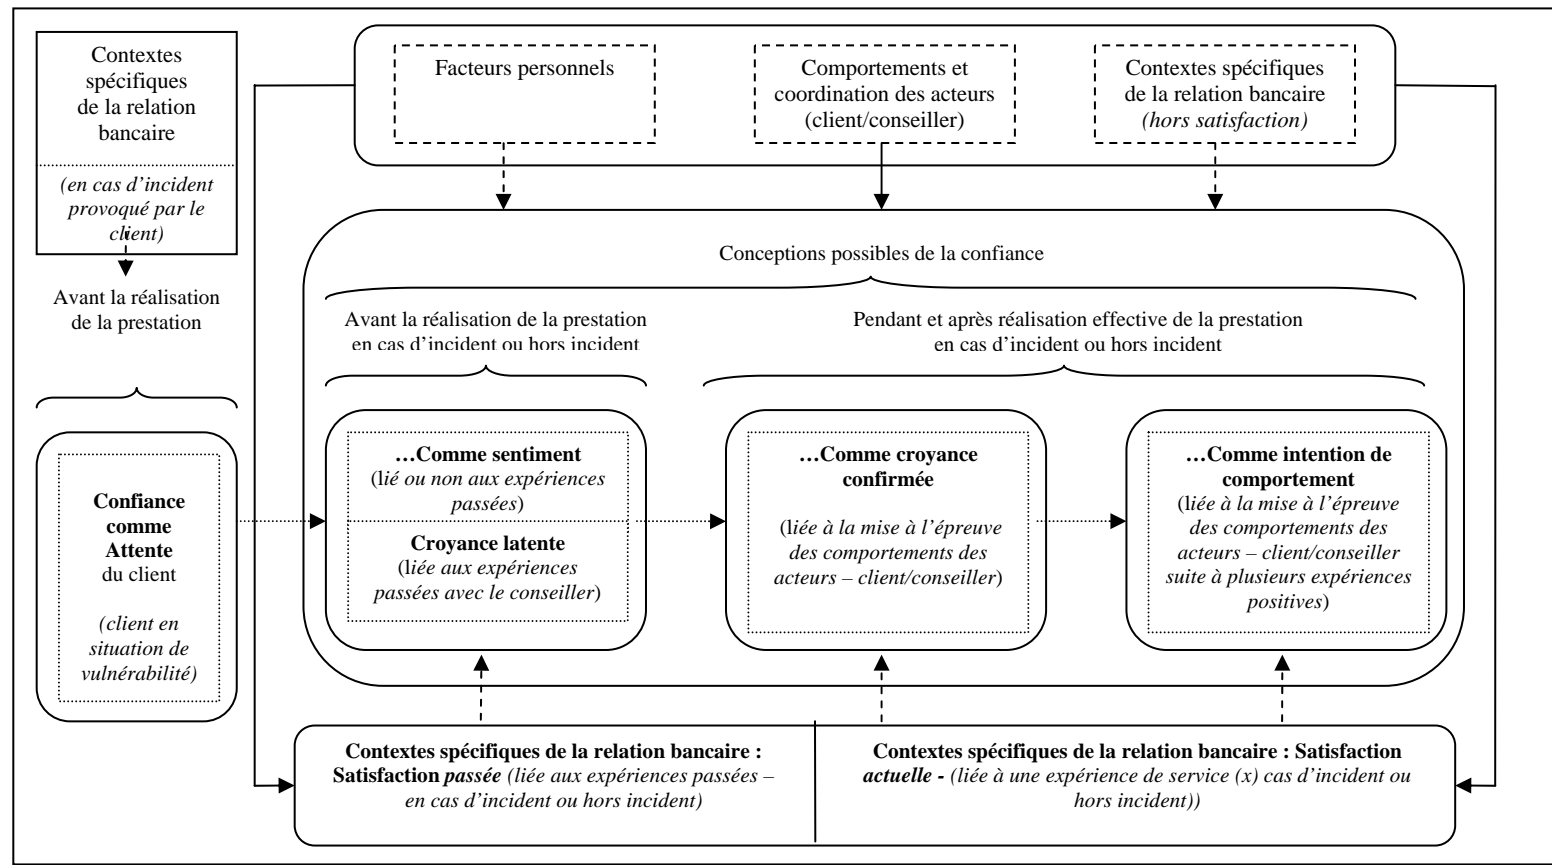 Contextes
spécifiques
de la relation
bancaire
(en cas d’incident
provoqué par le
client)
Avant la réalisation
de la prestation
Confiance
comme
Attente
du client
(client en
situation de
vulnérabilité)
Facteurs personnels
Comportements et
coordination des acteurs
(client/conseiller)
Contextes spécifiques
de la relation bancaire
(hors satisfaction)
Conceptions possibles de la confiance
Avant la réalisation de la prestation
en cas d’incident ou hors incident
Pendant et après réalisation effective de la prestation
en cas d’incident ou hors incident
…Comme sentiment
(lié ou non aux expériences
passées)
Croyance latente
(liée aux expériences
passées avec le conseiller)
…Comme croyance
confirmée
(liée à la mise à l’épreuve
des comportements des
acteurs – client/conseiller)
…Comme intention de
comportement
(liée à la mise à l’épreuve
des comportements des
acteurs – client/conseiller
suite à plusieurs expériences
positives)
Contextes spécifiques de la relation bancaire :
Satisfaction passée (liée aux expériences passées –
en cas d’incident ou hors incident)
Contextes spécifiques de la relation bancaire : Satisfaction
actuelle - (liée à une expérience de service (x) cas d’incident ou
hors incident))